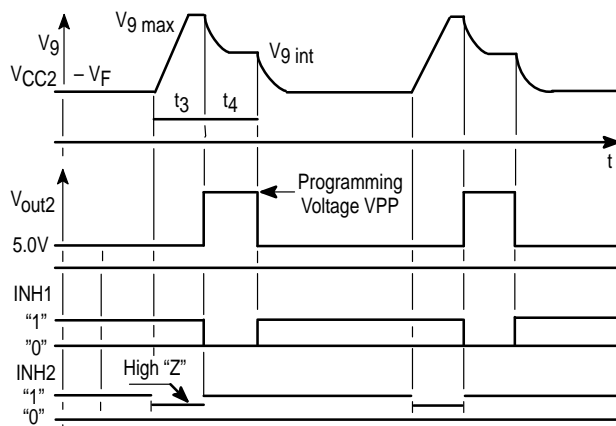 V9 max
V9
V9 int
VCC2 – VF
t3 t4
t
Programming
Voltage VPP
Vout2
5.0V
INH1
“1”
”0”
High “Z”
INH2
“1”
“0”